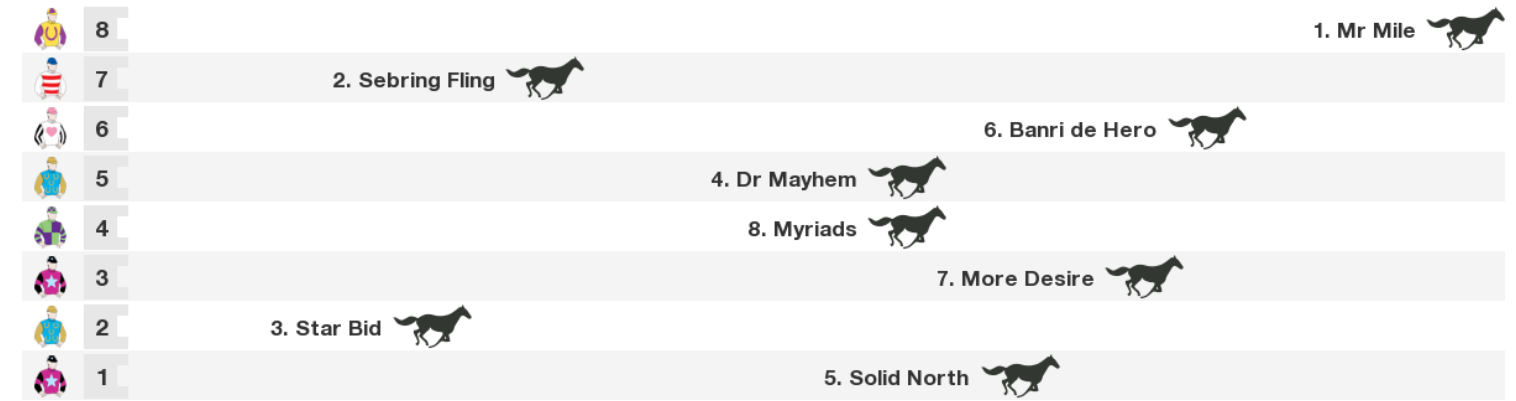 8 1. Mr Mile
7 2. Sebring Fling
6 6. Banri de Hero
5 4. Dr Mayhem
4 8. Myriads
3 7. More Desire
2 3. Star Bid
1 5. Solid North